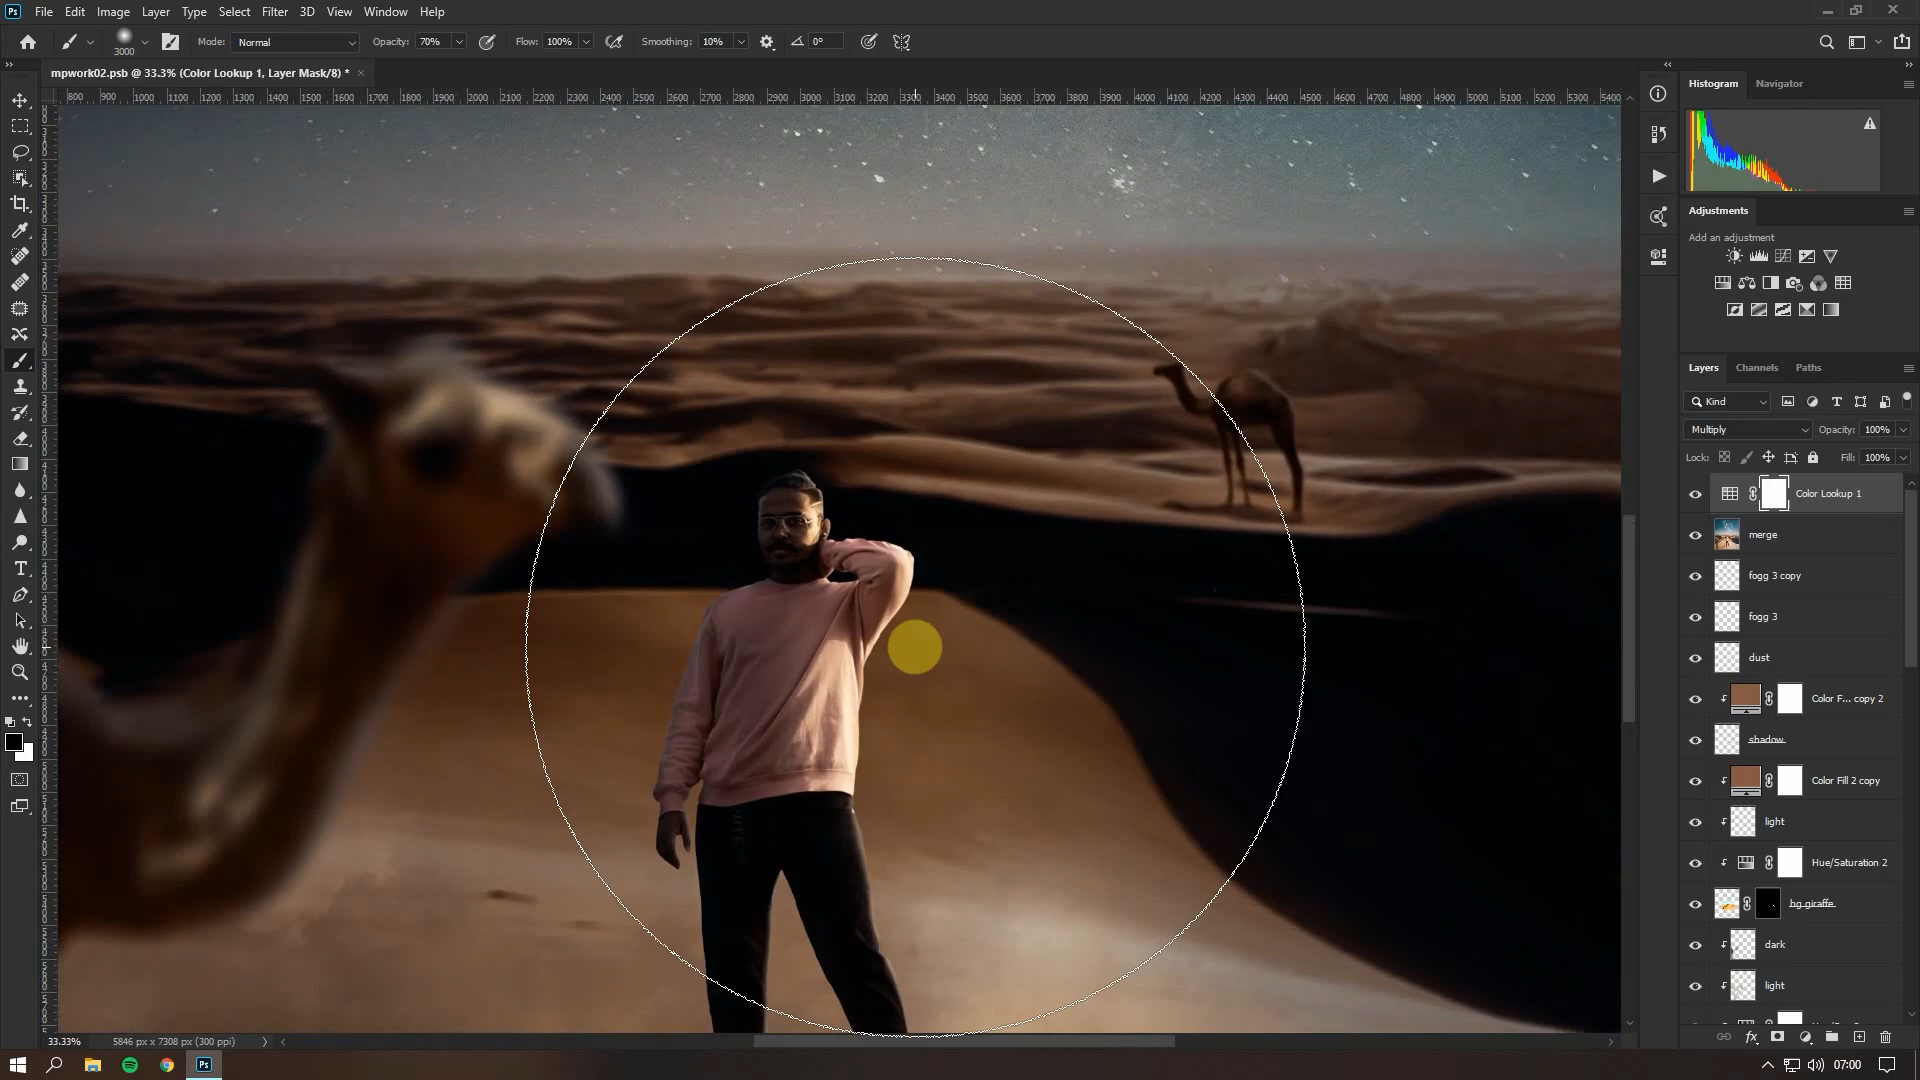 Ps File Edit Image Layer Type Select Filter 3D View Window Help
3000 Mode: Normal Opacity: 70% Flow: 100% Smoothing: 10% 0°
mpwork02.psb @ 33.3% (Color Lookup 1, Layer Mask/8) * ×
800 900 1000 1100 1200 1300 1400 1500 1600 1700 1800 1900 2000 2100 2200 2300 2400 2500 2600 2700 2800 2900 3000 3100 3200 3300 3400 3500 3600 3700 3800 3900 4000 4100 4200 4300 4400 4500 4600 4700 4800 4900 5000 5100 5200 5300 5400
Histogram Navigator
Adjustments
Add an adjustment
Layers Channels Paths
Kind
Multiply Opacity: 100%
Lock: Fill: 100%
Color Lookup 1
merge
fogg 3 copy
fogg 3
dust
Color F... copy 2
shadow
Color Fill 2 copy
light
Hue/Saturation 2
bg giraffe
dark
light
fx
33.33% 5846 px x 7308 px (300 ppi)
Ps 07:00